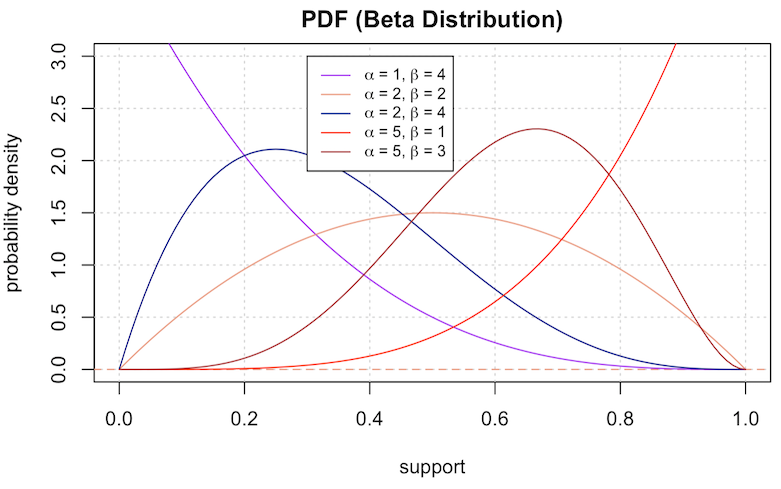 PDF (Beta Distribution)
probability density
3.0
2.5
2.0
1.5
1.0
0.5
0.0
α = 1, β = 4
α = 2, β = 2
α = 2, β = 4
α = 5, β = 1
α = 5, β = 3
0.0 0.2 0.4 0.6 0.8 1.0
support